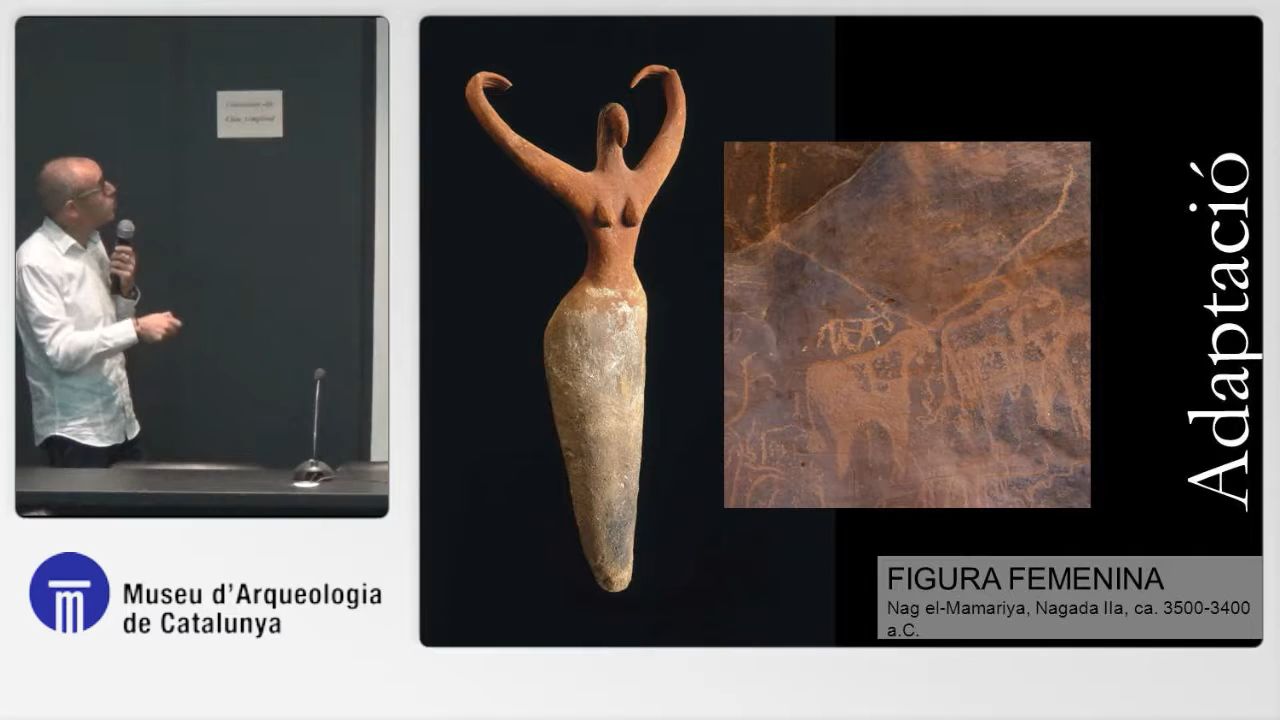 Museu d'Arqueologia
de Catalunya
Adaptació
FIGURA FEMENINA
Nag el-Mamariya, Nagada IIa, ca. 3500-3400
a.C.